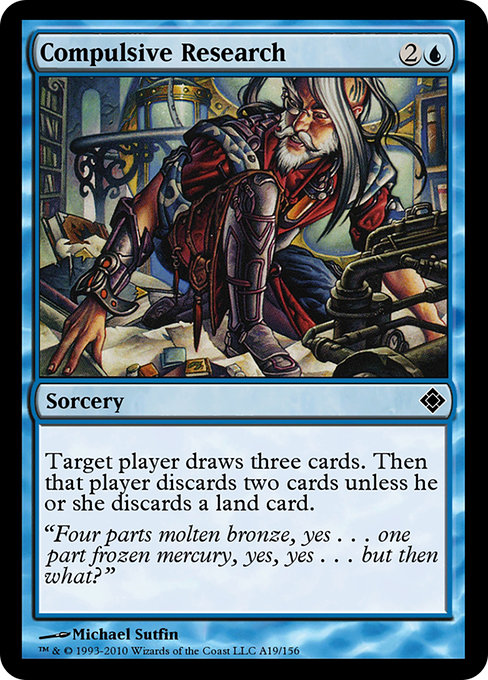 Compulsive Research 2
Sorcery
Target player draws three cards. Then
that player discards two cards unless he
or she discards a land card.
“Four parts molten bronze, yes . . . one
part frozen mercury, yes, yes . . . but then
what?”
Michael Sutfin
™ & © 1993-2010 Wizards of the Coast LLC A19/156